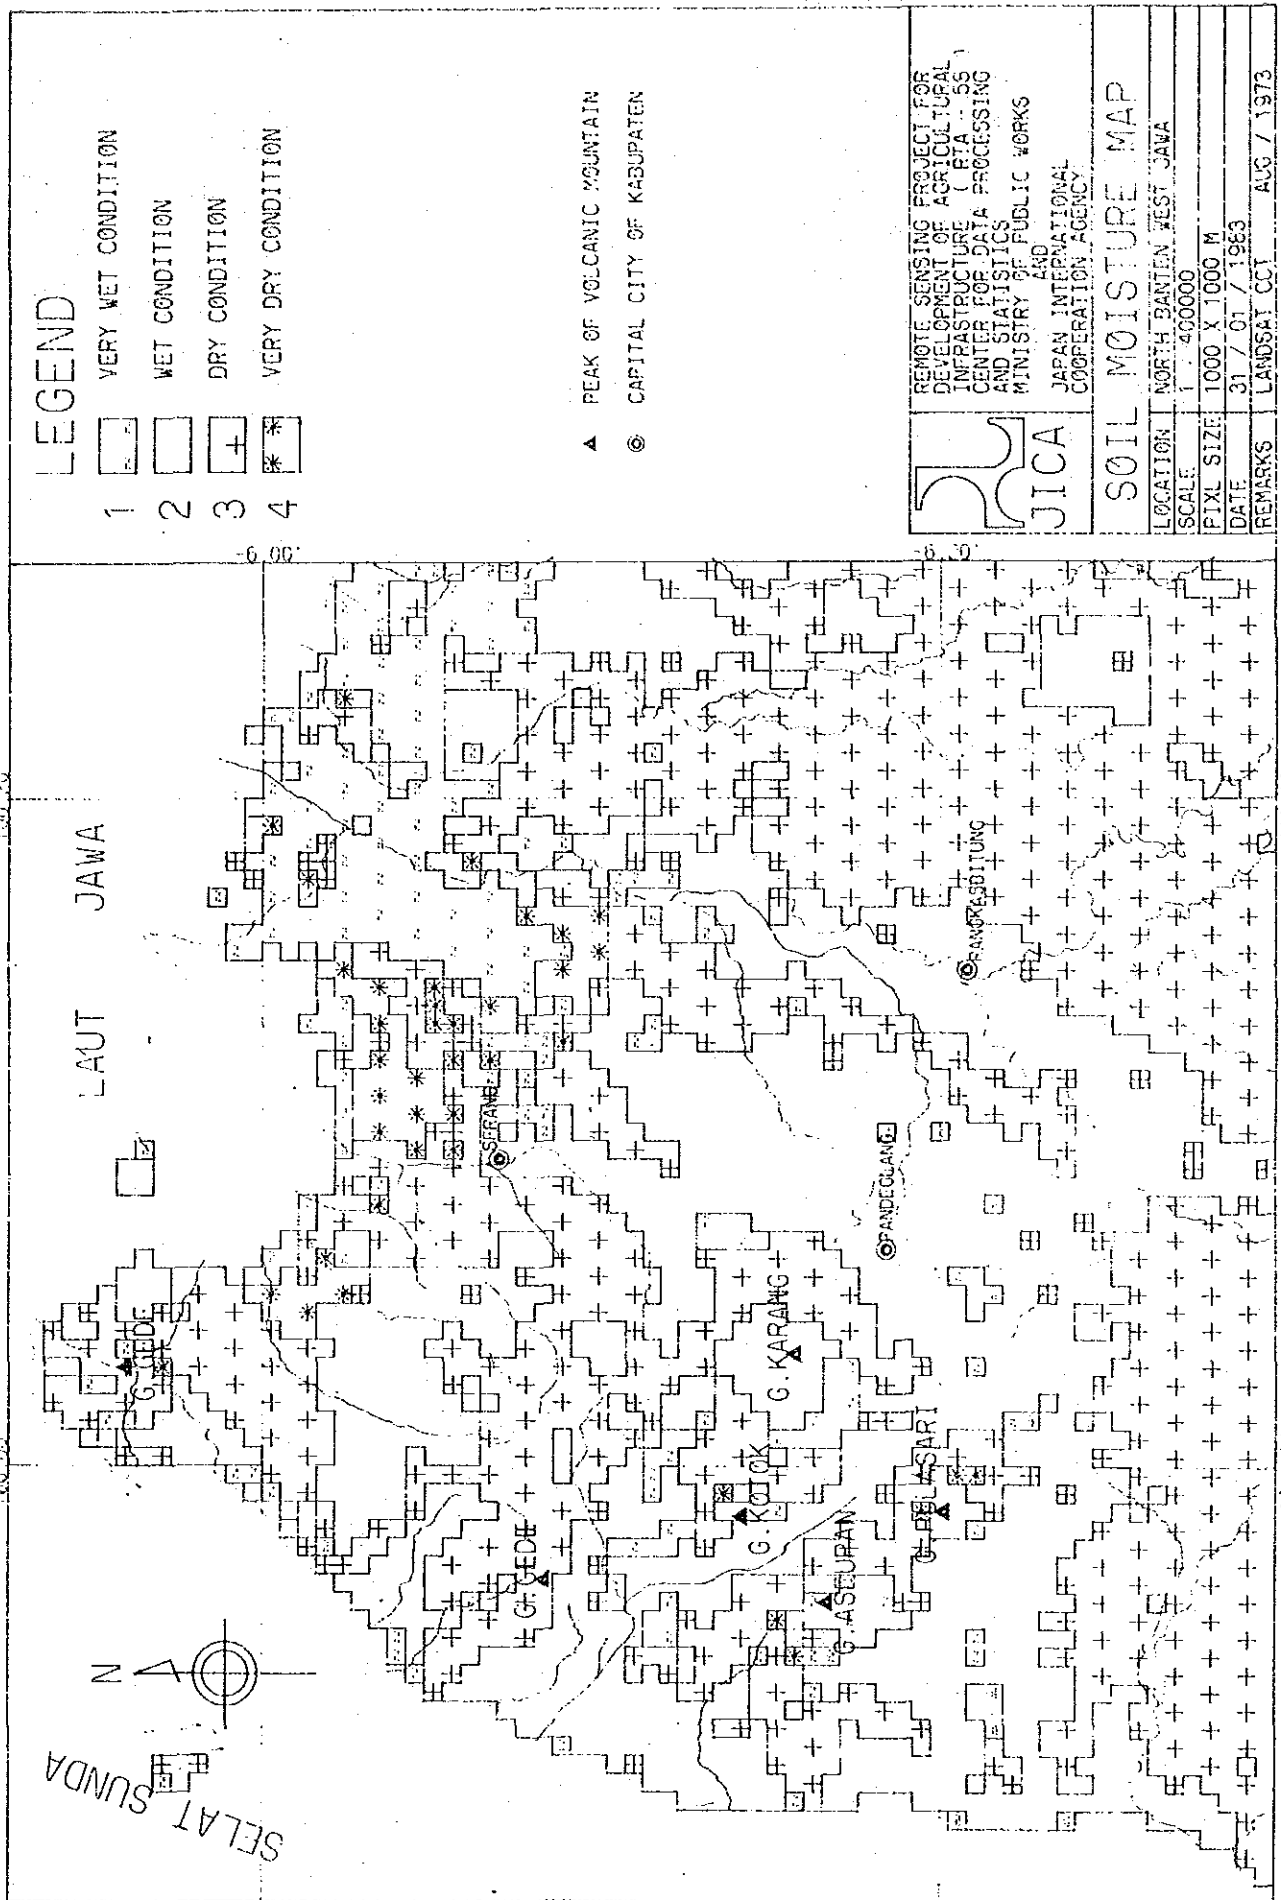 SELAT SUNDA
N
LAUT JAWA
G. GEDE
SERANG
G. KARANG
G. KOTOK
G. ASEUPAN
G. PULASARI
PANDEGLANG
RANGKASBITUNG
-6.00'
LEGEND
1 VERY WET CONDITION
2 WET CONDITION
3 DRY CONDITION
4 VERY DRY CONDITION
PEAK OF VOLCANIC MOUNTAIN
CAPITAL CITY OF KABUPATEN
JICA
REMOTE SENSING PROJECT FOR
DEVELOPMENT OF AGRICULTURAL
INFRASTRUCTURE ( RTA - 56 )
CENTER FOR DATA PROCESSING
AND STATISTICS
MINISTRY OF PUBLIC WORKS
AND
JAPAN INTERNATIONAL
COOPERATION AGENCY
SOIL MOISTURE MAP
LOCATION NORTH BANTEN WEST JAWA
SCALE 1 : 400000
PIXL SIZE 1000 X 1000 M
DATE 31 / 01 / 1983
REMARKS LANDSAT CCT AUG / 1973